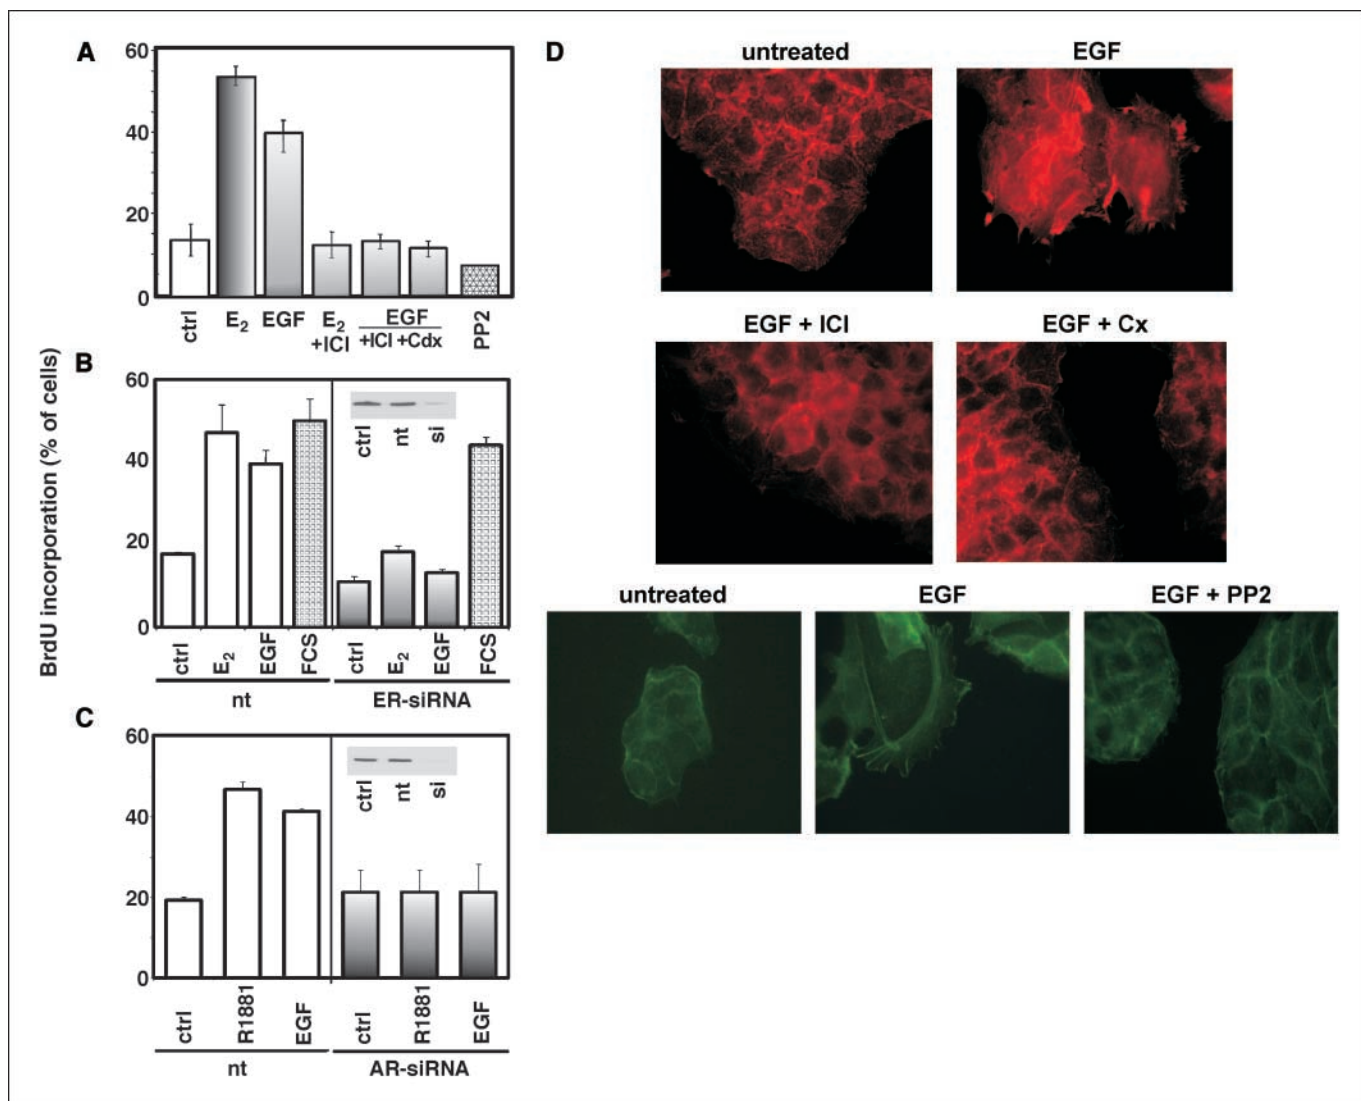 A
60
40
20
0
ctrl
E2
EGF
E2
+ICI
EGF
+ICI +Cdx
PP2
BrdU incorporation (% of cells)
B
60
40
20
0
ctrl
nt
si
ctrl
E2
EGF
FCS
ctrl
E2
EGF
FCS
nt
ER-siRNA
C
60
40
20
0
ctrl
nt
si
ctrl
R1881
EGF
ctrl
R1881
EGF
nt
AR-siRNA
D
untreated
EGF
EGF + ICI
EGF + Cx
untreated
EGF
EGF + PP2